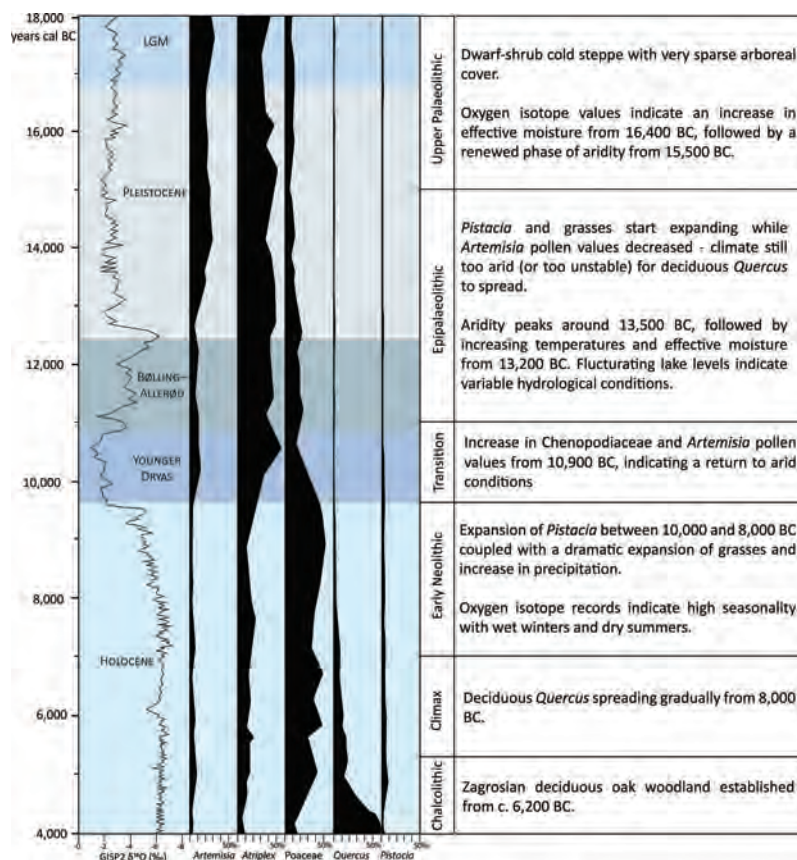 18,000
years cal BC
16,000
14,000
12,000
10,000
8,000
6,000
4,000
LGM
PLEISTOCENE
BØLLING–
ALLERØD
YOUNGER
DRYAS
HOLOCENE
Upper Palaeolithic
Dwarf-shrub cold steppe with very sparse arboreal
cover.
Oxygen isotope values indicate an increase in
effective moisture from 16,400 BC, followed by a
renewed phase of aridity from 15,500 BC.
Epipalaeolithic
Pistacia and grasses start expanding while
Artemisia pollen values decreased - climate still
too arid (or too unstable) for deciduous Quercus
to spread.
Aridity peaks around 13,500 BC, followed by
increasing temperatures and effective moisture
from 13,200 BC. Flucturating lake levels indicate
variable hydrological conditions.
Transition
Increase in Chenopodiaceae and Artemisia pollen
values from 10,900 BC, indicating a return to arid
conditions
Early Neolithic
Expansion of Pistacia between 10,000 and 8,000 BC
coupled with a dramatic expansion of grasses and
increase in precipitation.
Oxygen isotope records indicate high seasonality
with wet winters and dry summers.
Climax
Deciduous Quercus spreading gradually from 8,000
BC.
Chalcolithic
Zagrosian deciduous oak woodland established
from c. 6,200 BC.
50% 50% 50% 50% 50%
GISP2 δ¹⁸O (‰) Artemisia Atriplex Poaceae Quercus Pistacia